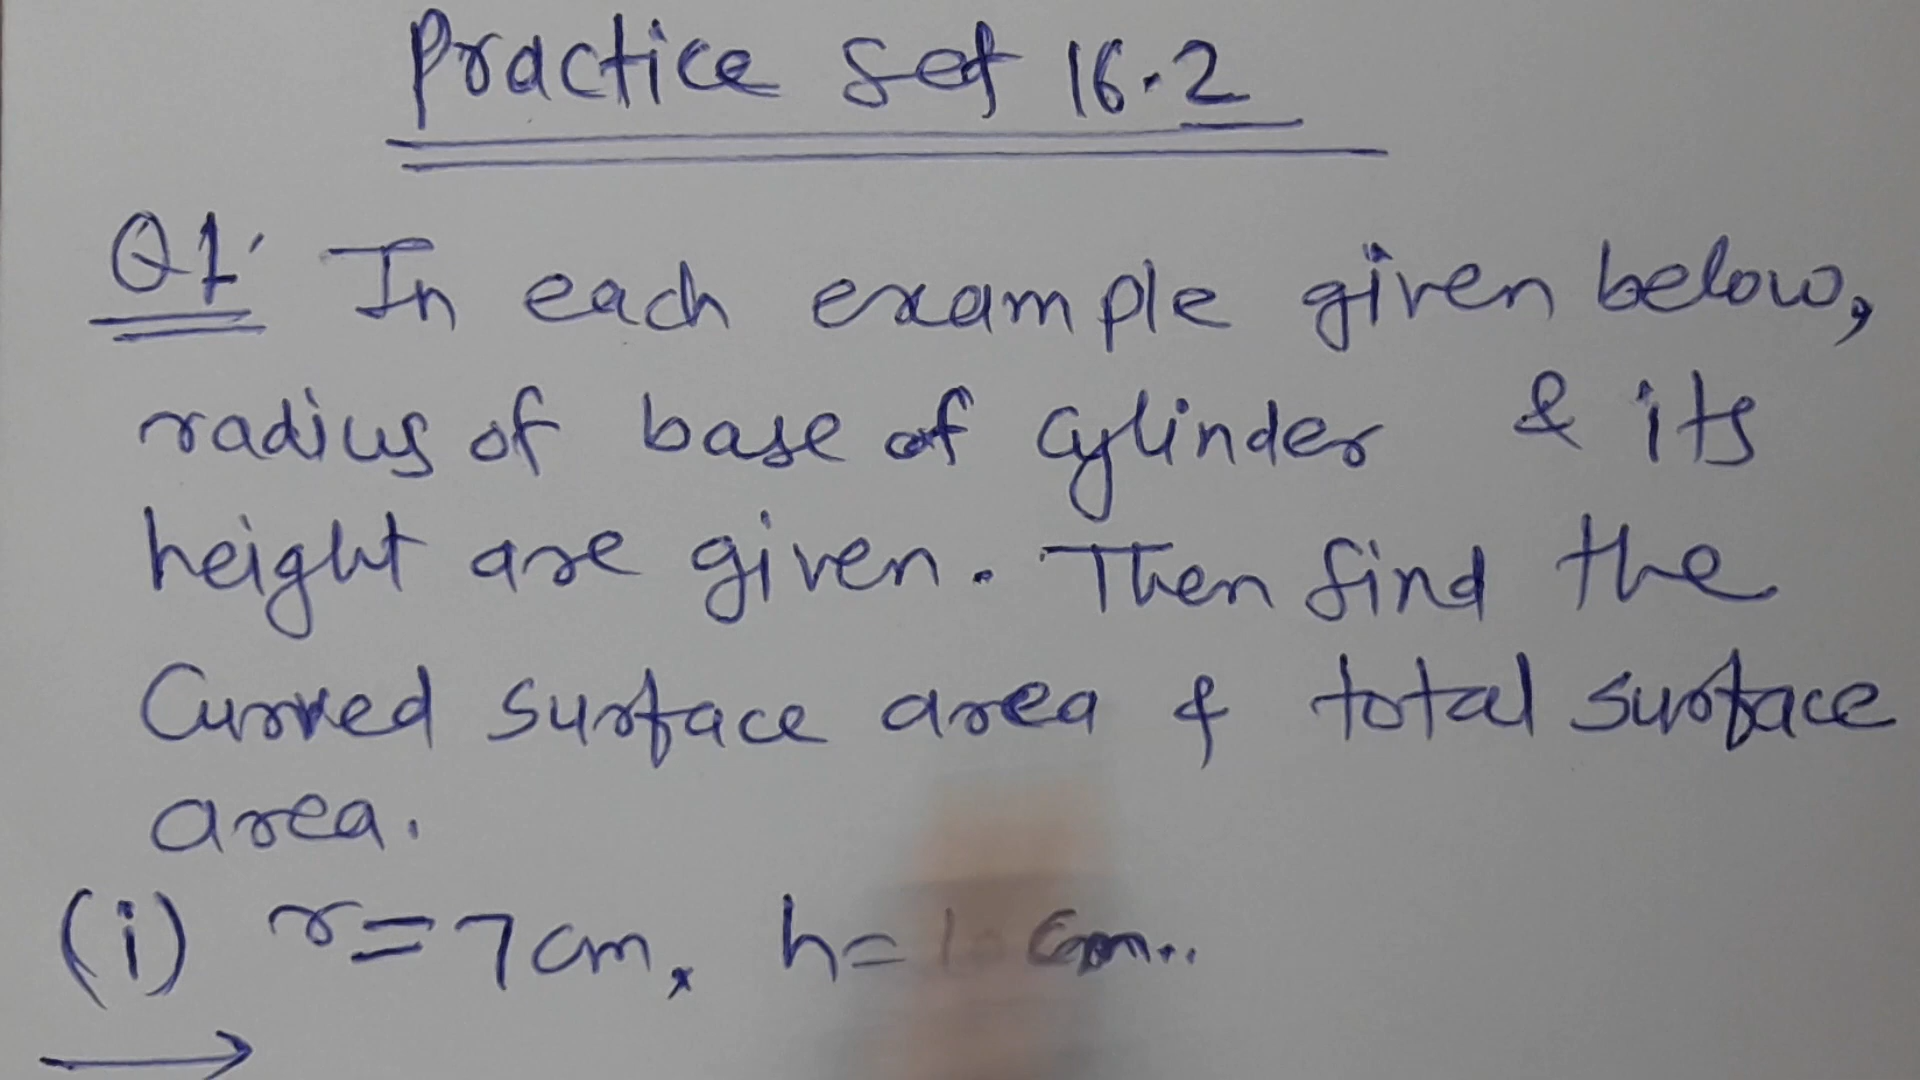 Practice Set 16.2
Q1. In each example given below,
radius of base of cylinder & its
height are given. Then find the
Curved surface area & total surface
area.
(i) r=7cm, h= cm.